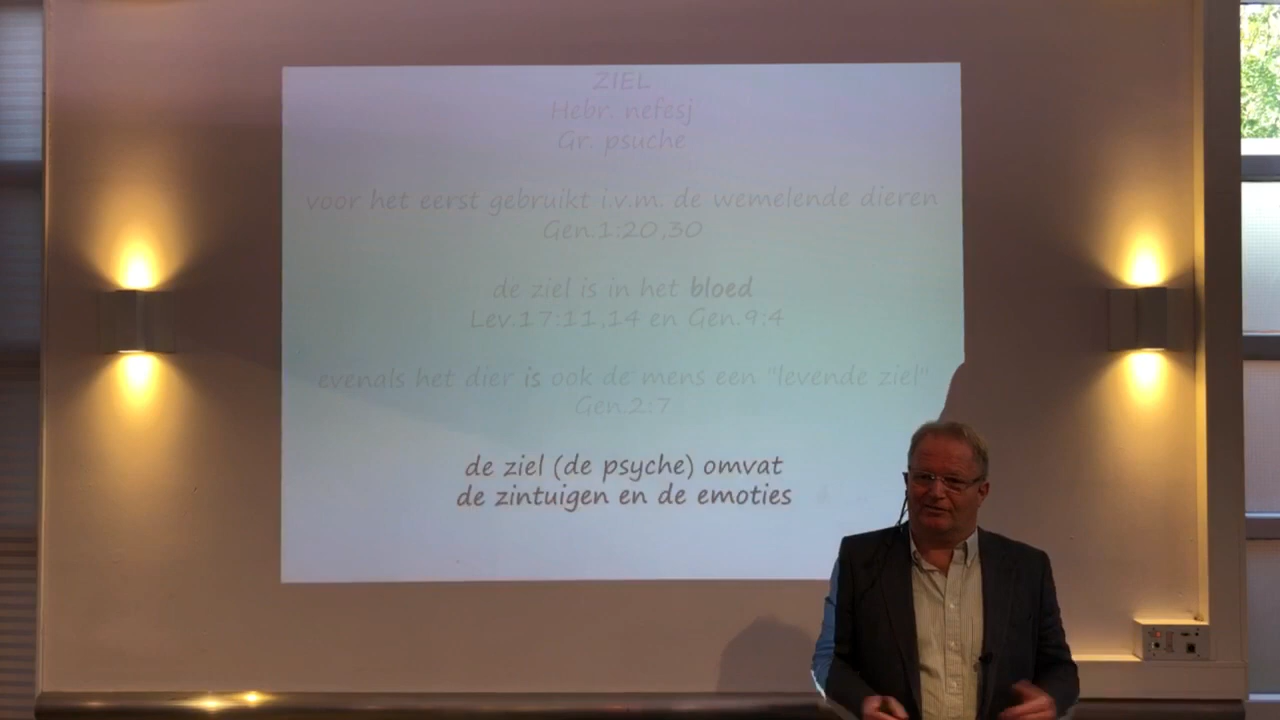 ZIEL
Hebr. nefesj
Gr. psuche
voor het eerst gebruikt i.v.m. de wemelende dieren
Gen.1:20,30
de ziel is in het bloed
Lev.17:11,14 en Gen.9:4
evenals het dier is ook de mens een "levende ziel"
Gen.2:7
de ziel (de psyche) omvat
de zintuigen en de emoties